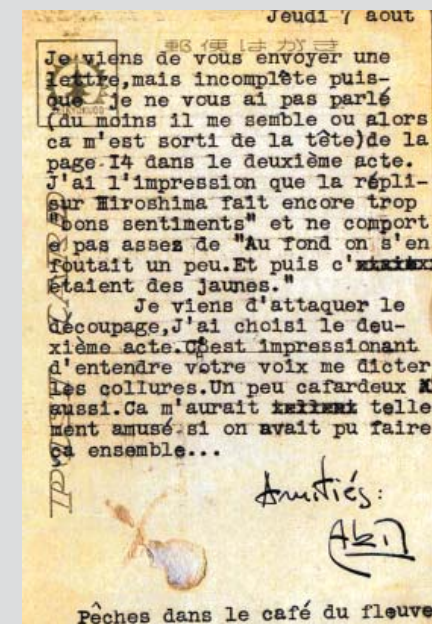 Jeudi 7 aout
郵便はがき
Je viens de vous envoyer une
lettre,mais incomplète puis-
que je ne vous ai pas parlé
(du moins il me semble ou alors
ca m'est sorti de la tête)de la
page I4 dans le deuxième acte.
J'ai l'impression que la répli-
sur Hiroshima fait encore trop
"bons sentiments" et ne comport
e pas assez de "Au fond on s'en
foutait un peu.Et puis c'
étaient des jaunes."
Je viens d'attaquer le
découpage,J'ai choisi le deu-
xième acte.C'est impressionant
d'entendre votre voix me dicter
les collures.Un peu cafardeux
aussi.Ca m'aurait telle
ment amusé si on avait pu faire
ça ensemble...
Amitiés:
Pêches dans le café du fleuve